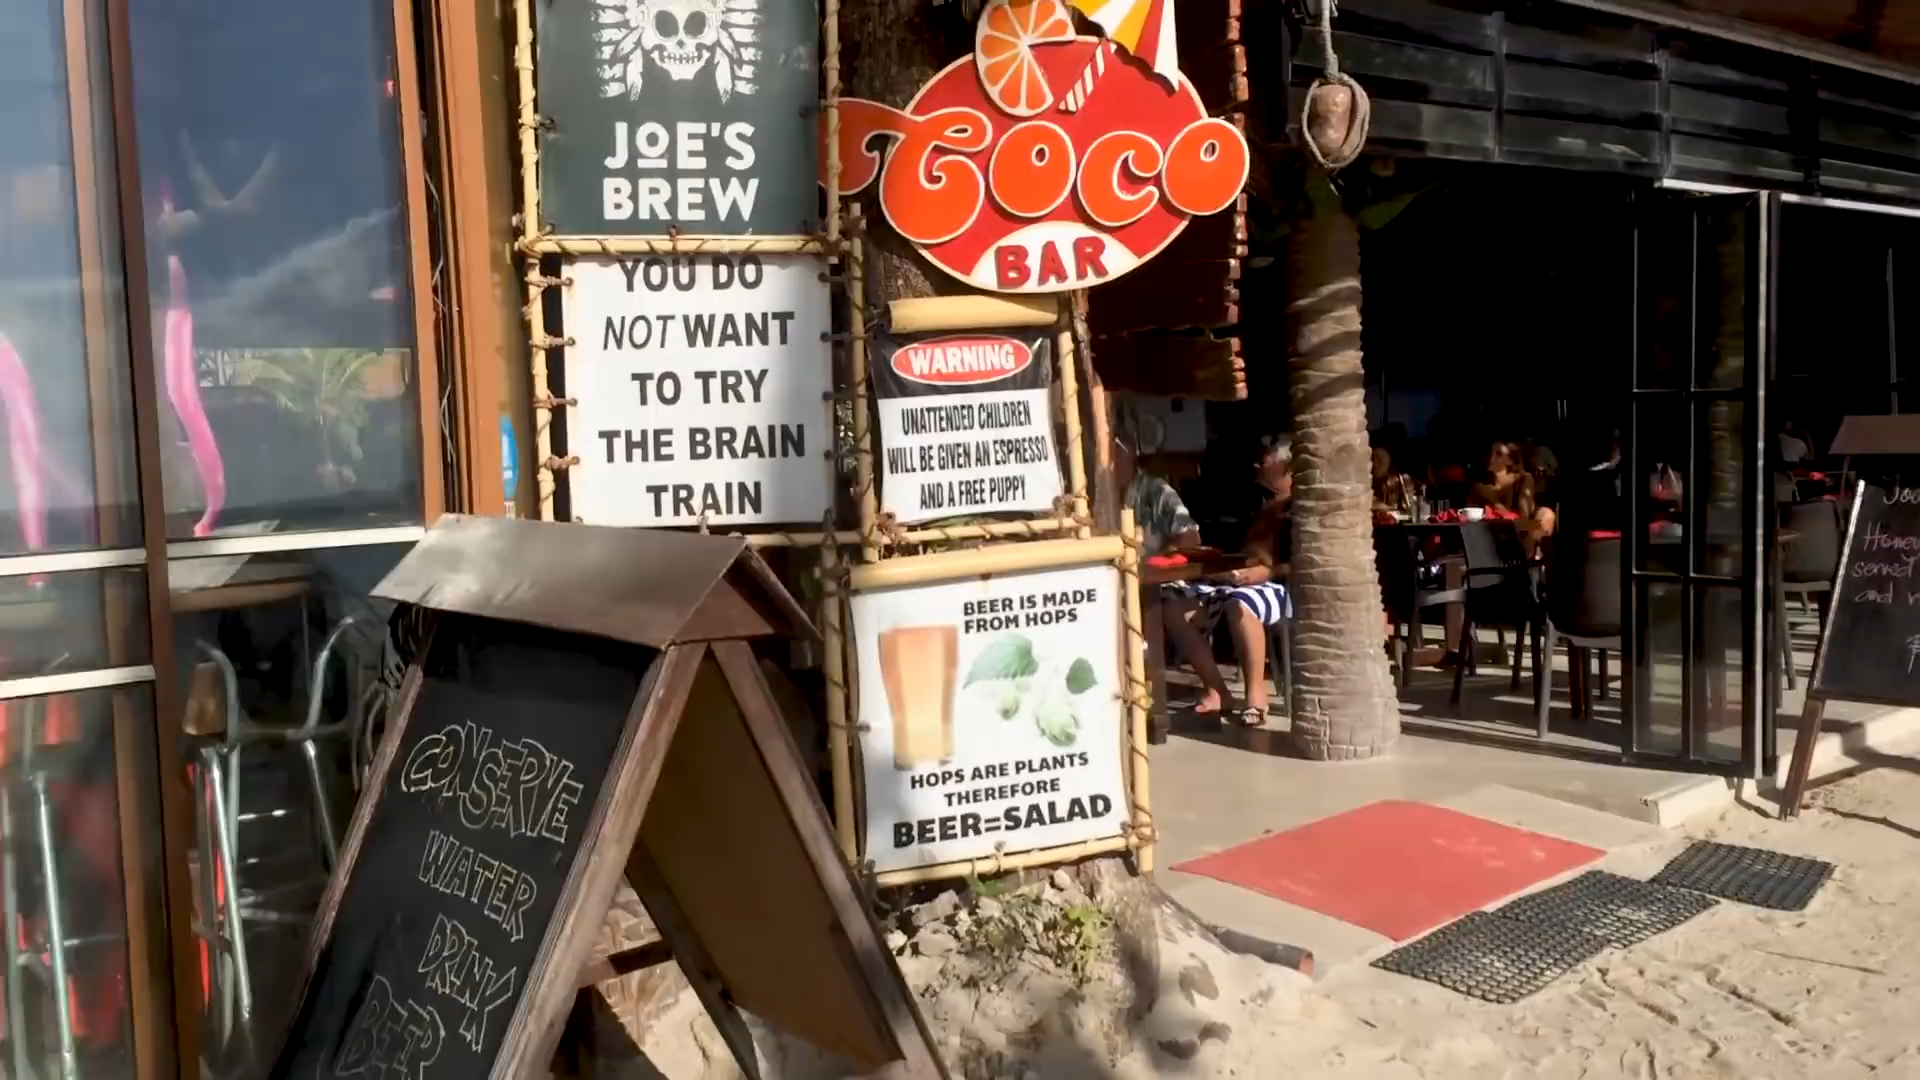 JOE'S
BREW
YOU DO
NOT WANT
TO TRY
THE BRAIN
TRAIN
Coco
BAR
WARNING
UNATTENDED CHILDREN
WILL BE GIVEN AN ESPRESSO
AND A FREE PUPPY
BEER IS MADE
FROM HOPS
HOPS ARE PLANTS
THEREFORE
BEER=SALAD
CONSERVE
WATER
DRINK
BEER
served
and